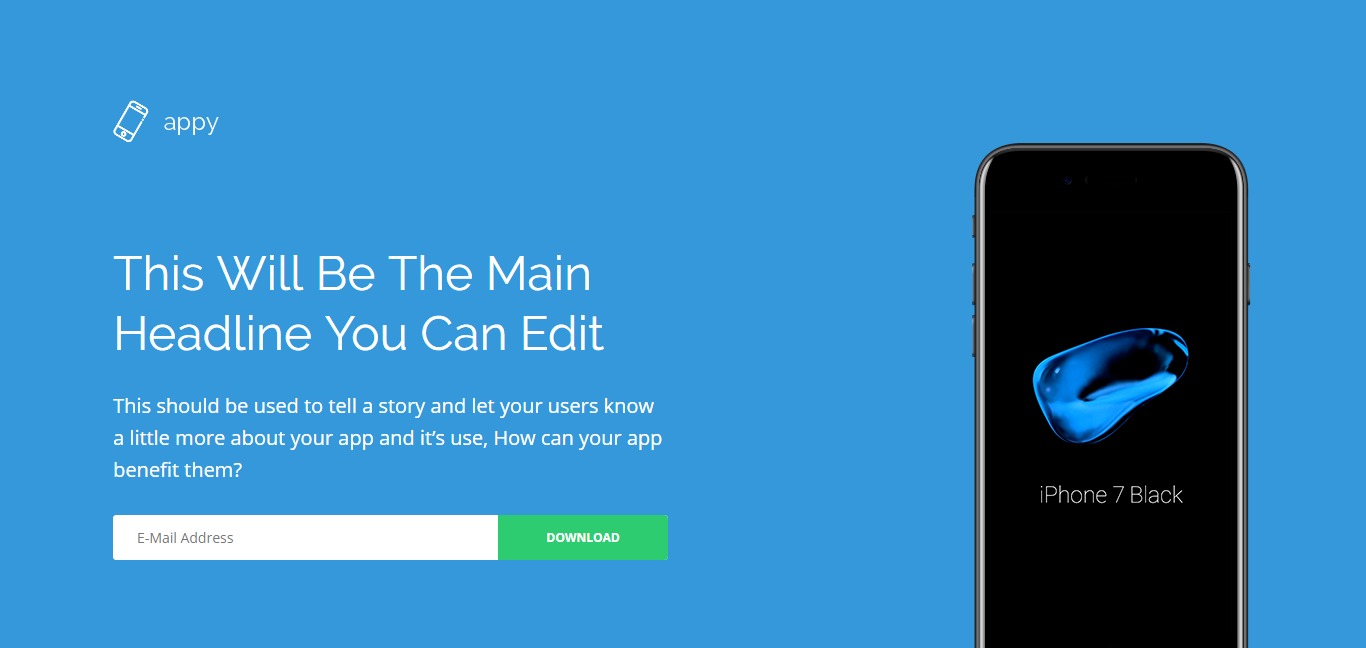 appy
This Will Be The Main
Headline You Can Edit
This should be used to tell a story and let your users know
a little more about your app and it’s use, How can your app
benefit them?
E-Mail Address
DOWNLOAD
iPhone 7 Black